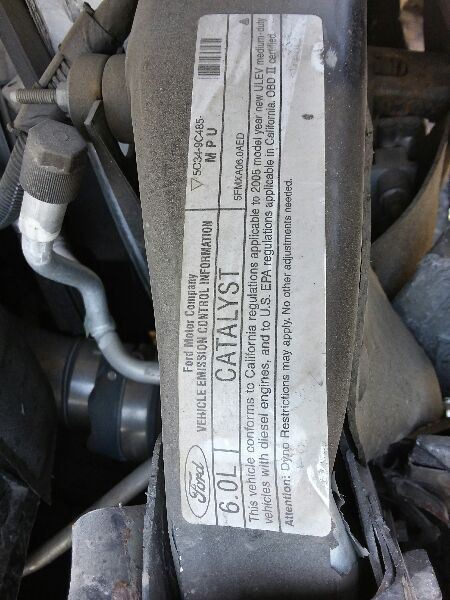 Ford
Ford Motor Company
VEHICLE EMISSION CONTROL INFORMATION
5C34-9C485-
MPU
6.0L CATALYST
5FMXA06.0AED
This vehicle conforms to California regulations applicable to 2005 model year new ULEV medium-duty
vehicles with diesel engines, and to U.S. EPA regulations applicable in California. OBD II certified.
Attention: Dyno Restrictions may apply. No other adjustments needed.